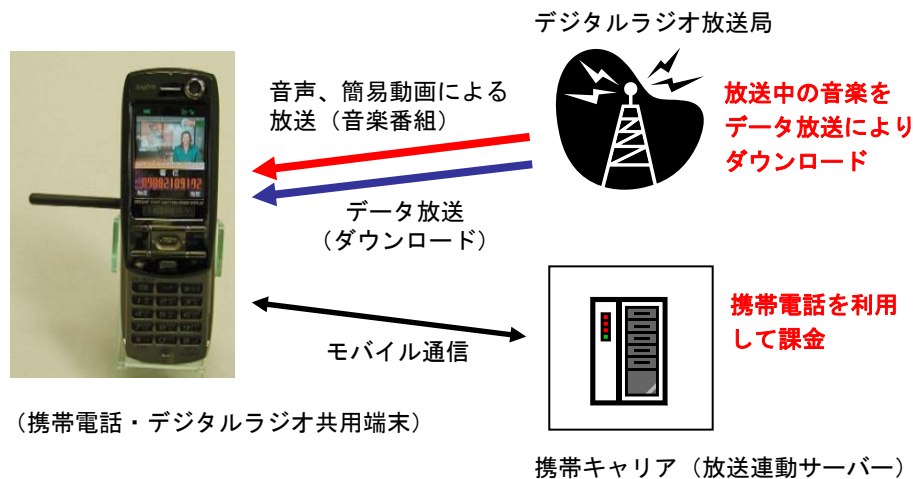 デジタルラジオ放送局
音声、簡易動画による
放送（音楽番組）
放送中の音楽を
データ放送により
ダウンロード
データ放送
（ダウンロード）
携帯電話を利用
して課金
モバイル通信
（携帯電話・デジタルラジオ共用端末）
携帯キャリア（放送連動サーバー）
SANYO